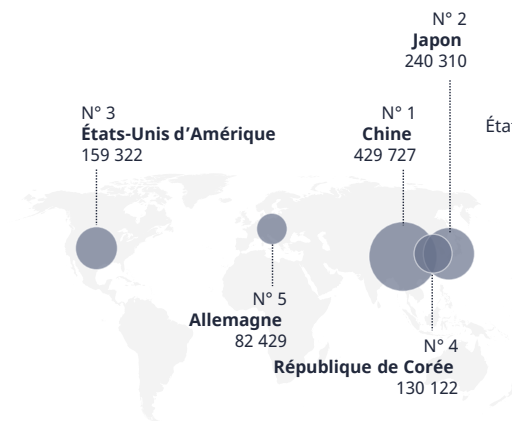 N° 2
Japon
240 310
N° 3
États-Unis d’Amérique
159 322
N° 1
Chine
429 727
N° 5
Allemagne
82 429
N° 4
République de Corée
130 122